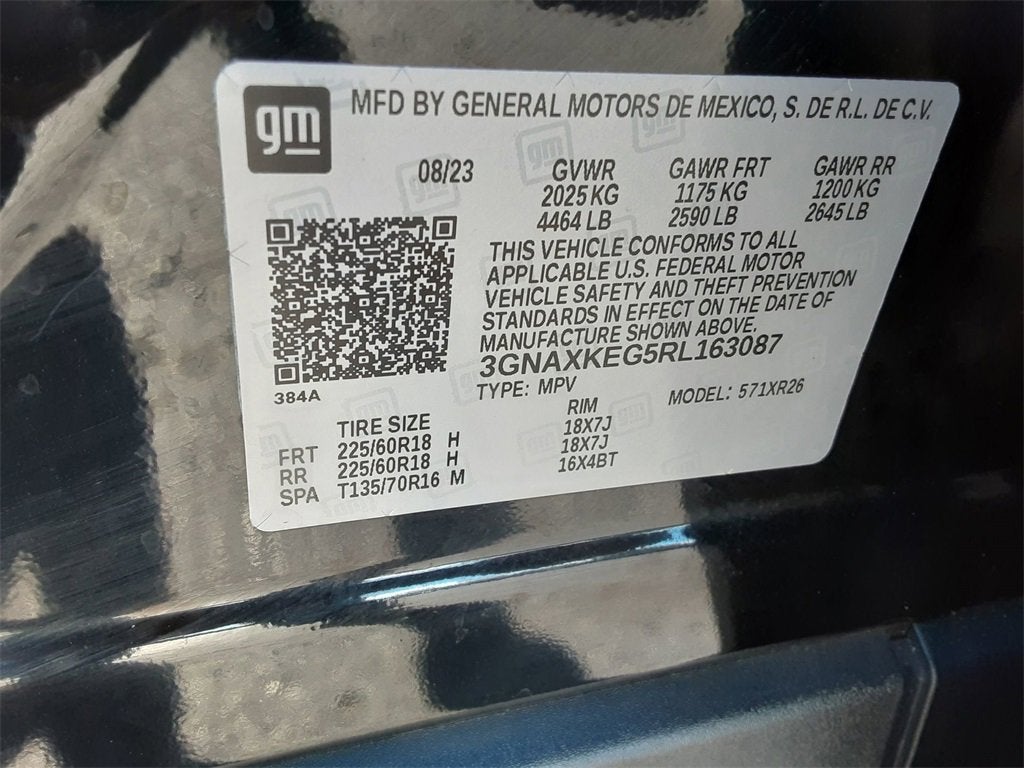 gm MFD BY GENERAL MOTORS DE MEXICO, S. DE R.L. DE C.V.
08/23 GVWR GAWR FRT GAWR RR
2025 KG 1175 KG 1200 KG
4464 LB 2590 LB 2645 LB
THIS VEHICLE CONFORMS TO ALL
APPLICABLE U.S. FEDERAL MOTOR
VEHICLE SAFETY AND THEFT PREVENTION
STANDARDS IN EFFECT ON THE DATE OF
MANUFACTURE SHOWN ABOVE.
3GNAXKEG5RL163087
384A TYPE: MPV MODEL: 571XR26
TIRE SIZE RIM
FRT 225/60R18 H 18X7J
RR 225/60R18 H 18X7J
SPA T135/70R16 M 16X4BT